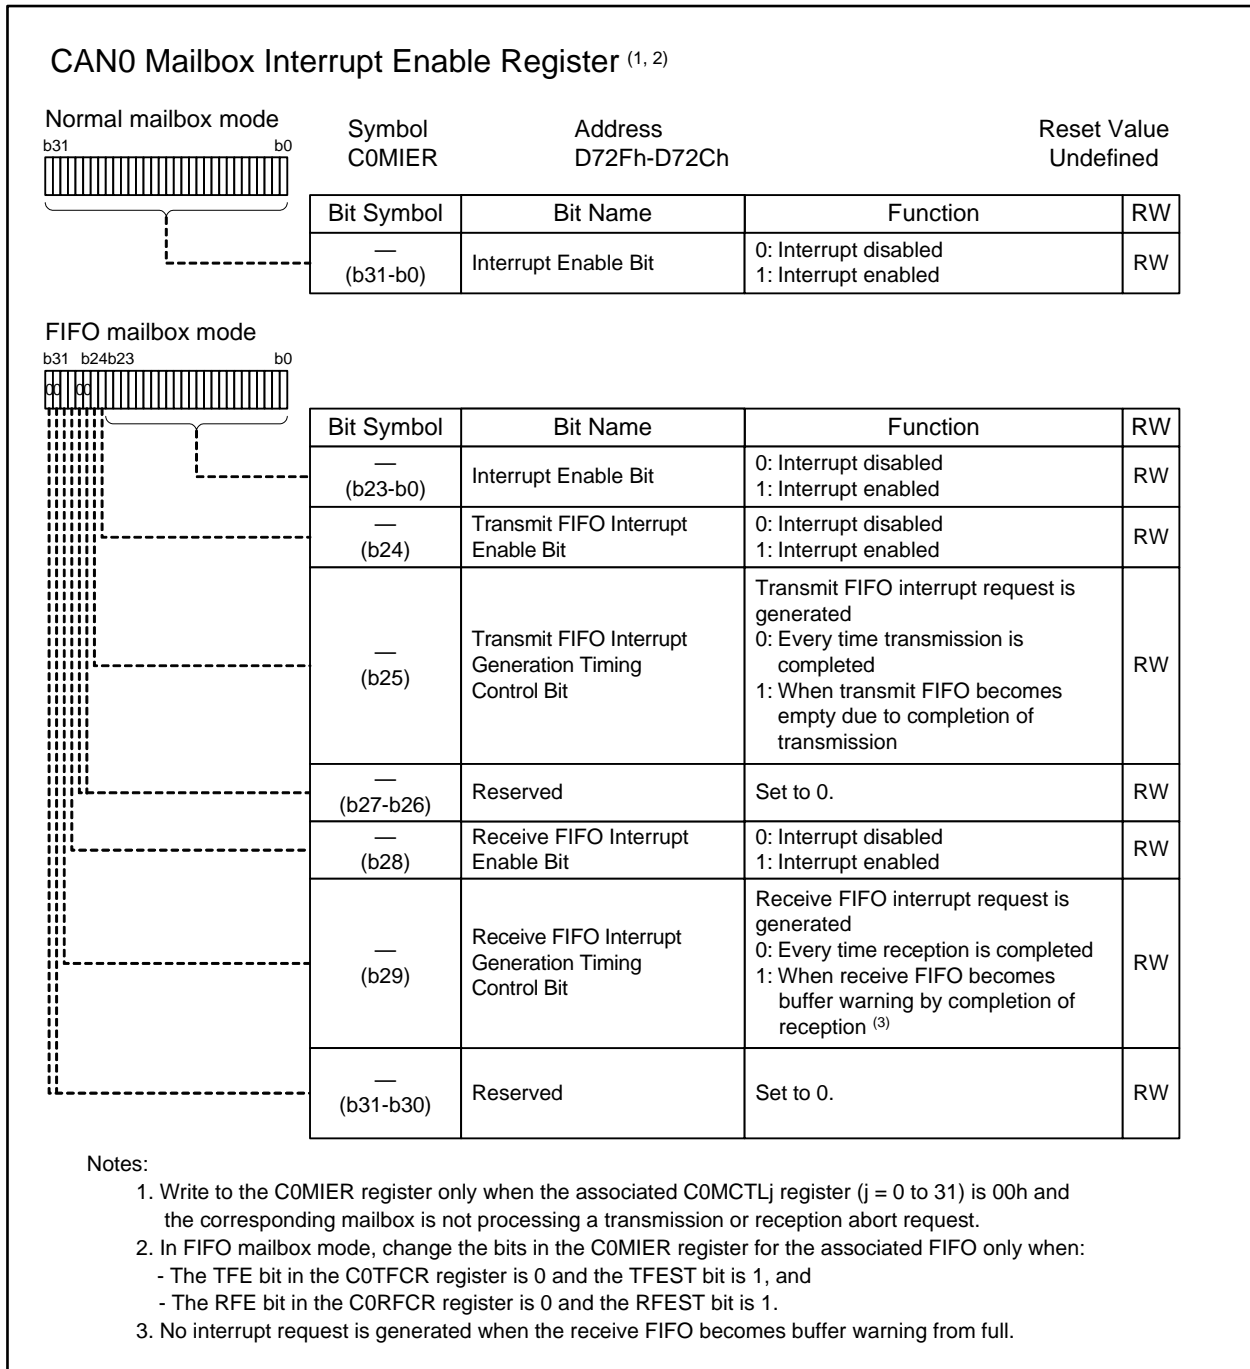 CAN0 Mailbox Interrupt Enable Register (1, 2)
Normal mailbox mode
b31 b0
Symbol Address Reset Value
C0MIER D72Fh-D72Ch Undefined
Bit Symbol Bit Name Function RW
—
(b31-b0) Interrupt Enable Bit 0: Interrupt disabled
1: Interrupt enabled RW
FIFO mailbox mode
b31 b24b23 b0
0 0 0 0
Bit Symbol Bit Name Function RW
—
(b23-b0) Interrupt Enable Bit 0: Interrupt disabled
1: Interrupt enabled RW
—
(b24) Transmit FIFO Interrupt
Enable Bit 0: Interrupt disabled
1: Interrupt enabled RW
—
(b25) Transmit FIFO Interrupt
Generation Timing
Control Bit Transmit FIFO interrupt request is
generated
0: Every time transmission is
completed
1: When transmit FIFO becomes
empty due to completion of
transmission RW
—
(b27-b26) Reserved Set to 0. RW
—
(b28) Receive FIFO Interrupt
Enable Bit 0: Interrupt disabled
1: Interrupt enabled RW
—
(b29) Receive FIFO Interrupt
Generation Timing
Control Bit Receive FIFO interrupt request is
generated
0: Every time reception is completed
1: When receive FIFO becomes
buffer warning by completion of
reception (3) RW
—
(b31-b30) Reserved Set to 0. RW
Notes:
1. Write to the C0MIER register only when the associated C0MCTLj register (j = 0 to 31) is 00h and
the corresponding mailbox is not processing a transmission or reception abort request.
2. In FIFO mailbox mode, change the bits in the C0MIER register for the associated FIFO only when:
- The TFE bit in the C0TFCR register is 0 and the TFEST bit is 1, and
- The RFE bit in the C0RFCR register is 0 and the RFEST bit is 1.
3. No interrupt request is generated when the receive FIFO becomes buffer warning from full.